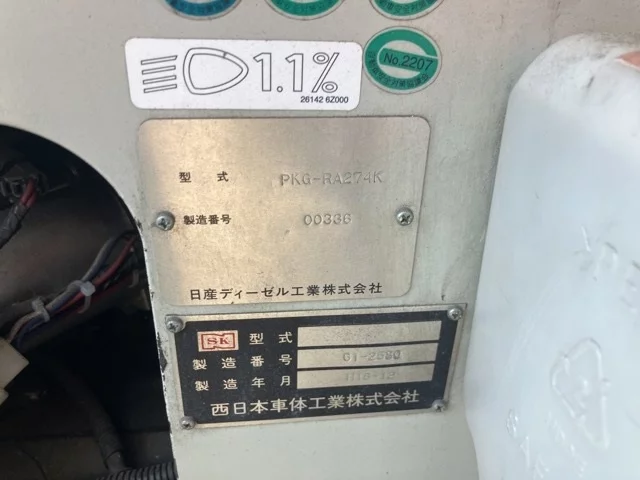 No.2207
1.1%
26142 6Z000
型式 PKG-RA274K
製造番号 00336
日産ディーゼル工業株式会社
SK 型式
製造番号
製造年月
西日本車体工業株式会社